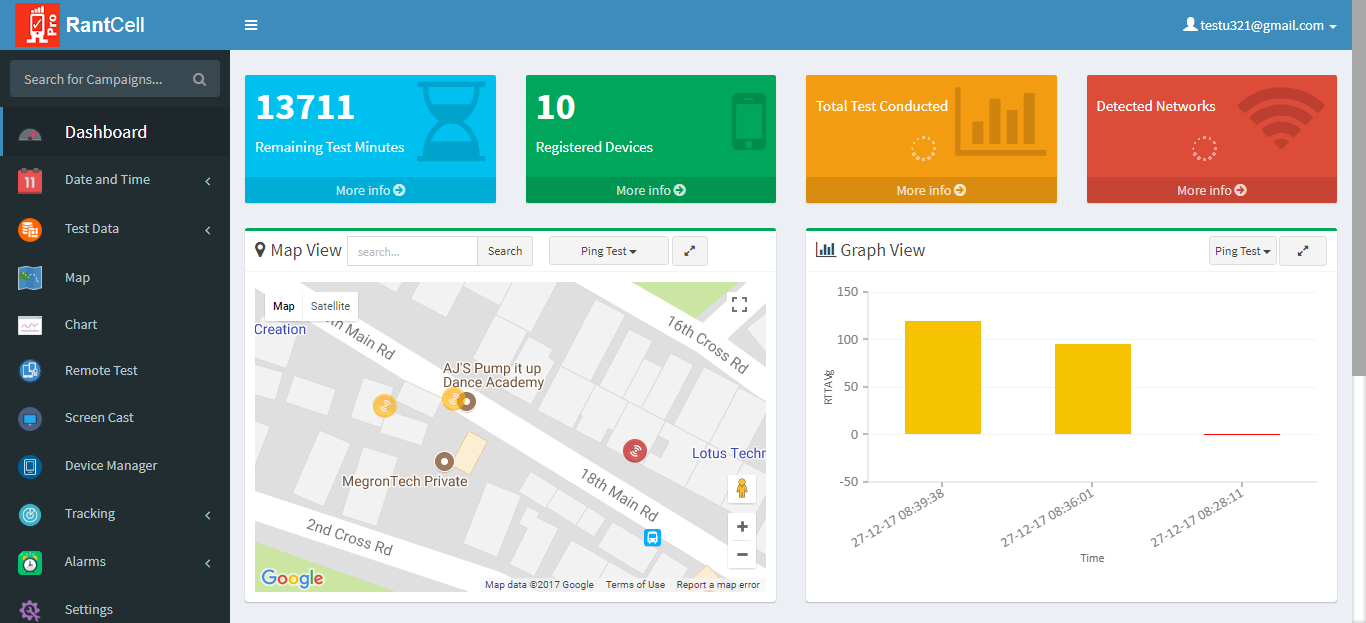 Pro
RantCell
testu321@gmail.com
Search for Campaigns...
Dashboard
11
Date and Time
Test Data
Map
Chart
Remote Test
Screen Cast
Device Manager
Tracking
Alarms
Settings
13711
Remaining Test Minutes
More info
10
Registered Devices
More info
Total Test Conducted
More info
Detected Networks
More info
Map View
search...
Search
Ping Test
Map
Satellite
Creation
Main Rd
16th Cross Rd
AJ'S Pump it up
Dance Academy
Lotus Techr
MegronTech Private
18th Main Rd
2nd Cross Rd
+
−
Google
Map data ©2017 Google
Terms of Use
Report a map error
Graph View
Ping Test
150
100
50
0
-50
RTTAVg
27-12-17 08:39:38
27-12-17 08:36:01
27-12-17 08:28:11
Time